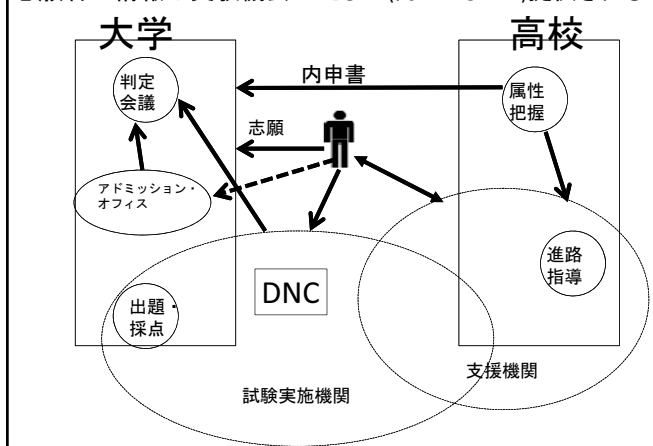 大学
高校
内申書
判定
会議
属性
把握
志願
アドミッション・
オフィス
進路
指導
DNC
出題・
採点
支援機関
試験実施機関